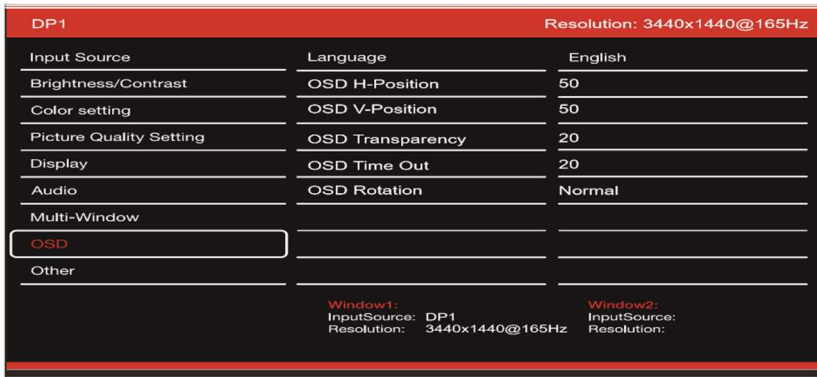 DP1 Resolution: 3440x1440@165Hz
Input Source Language English
Brightness/Contrast OSD H-Position 50
Color setting OSD V-Position 50
Picture Quality Setting OSD Transparency 20
Display OSD Time Out 20
Audio OSD Rotation Normal
Multi-Window
OSD
Other
Window1: Window2:
InputSource: DP1 InputSource:
Resolution: 3440x1440@165Hz Resolution: